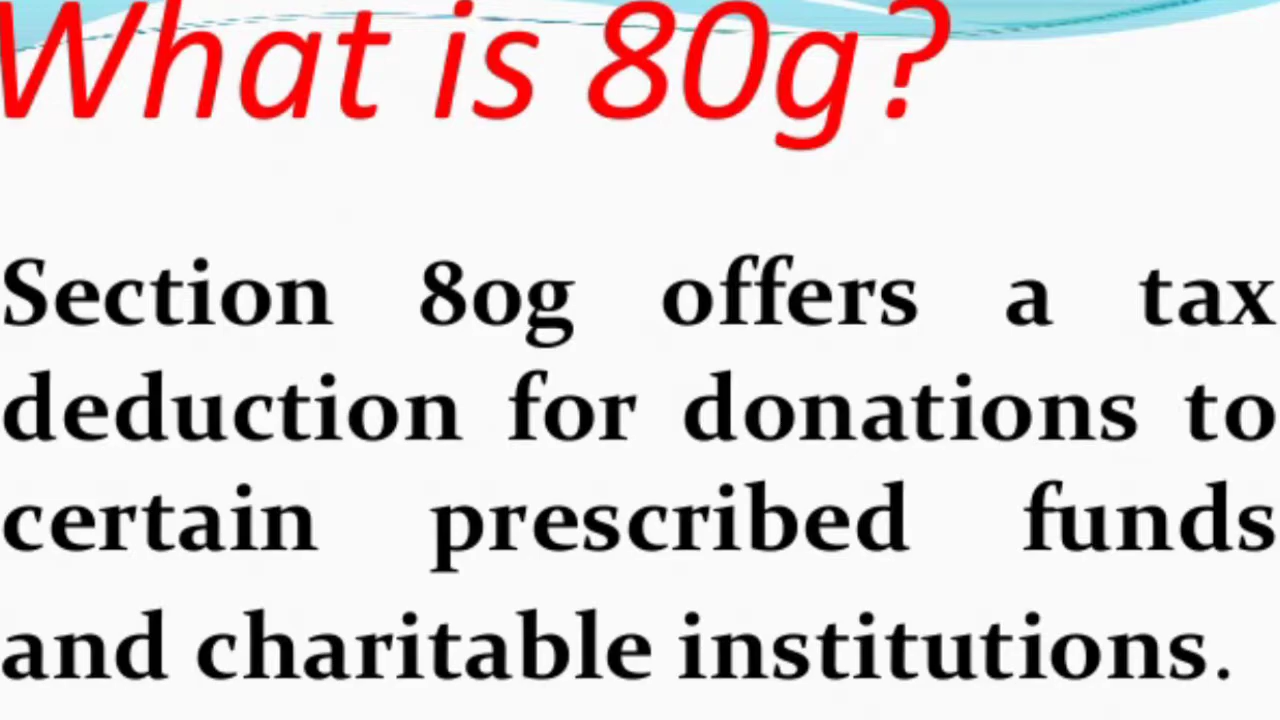 What is 80g?
Section 80g offers a tax
deduction for donations to
certain prescribed funds
and charitable institutions.